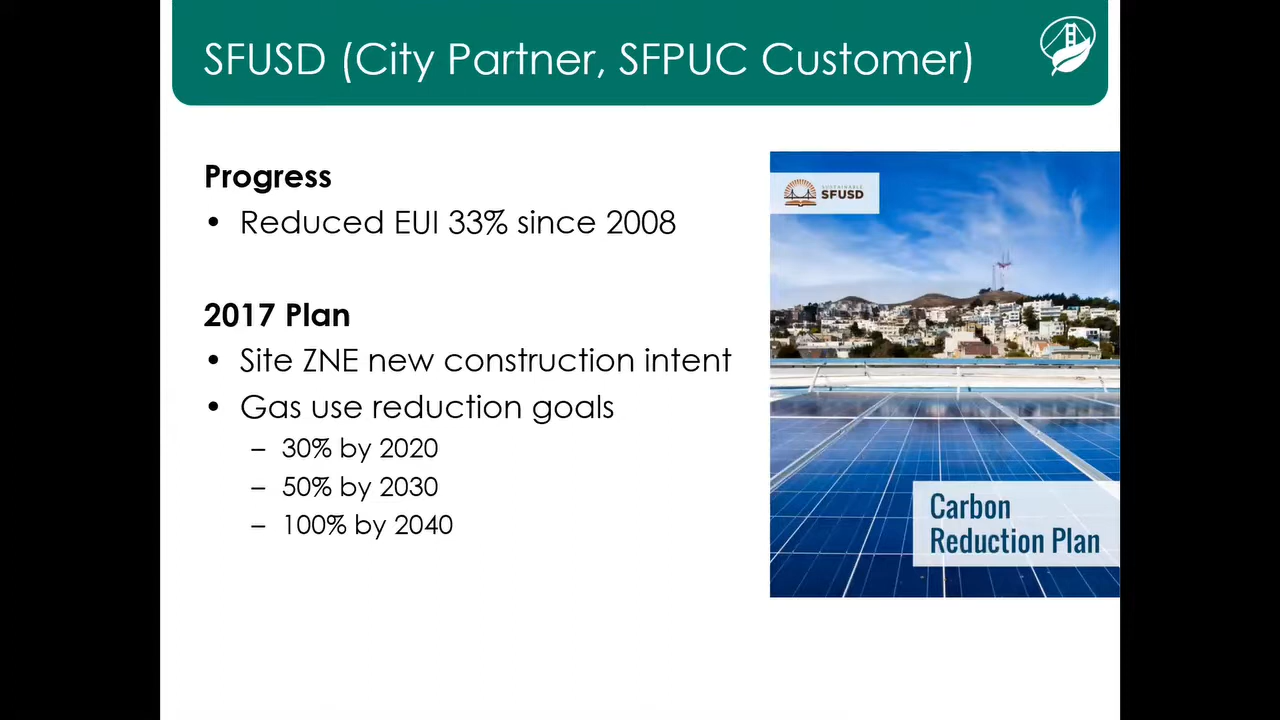 SFUSD (City Partner, SFPUC Customer)
Progress
• Reduced EUI 33% since 2008
2017 Plan
• Site ZNE new construction intent
• Gas use reduction goals
– 30% by 2020
– 50% by 2030
– 100% by 2040
SUSTAINABLE
SFUSD
Carbon
Reduction Plan